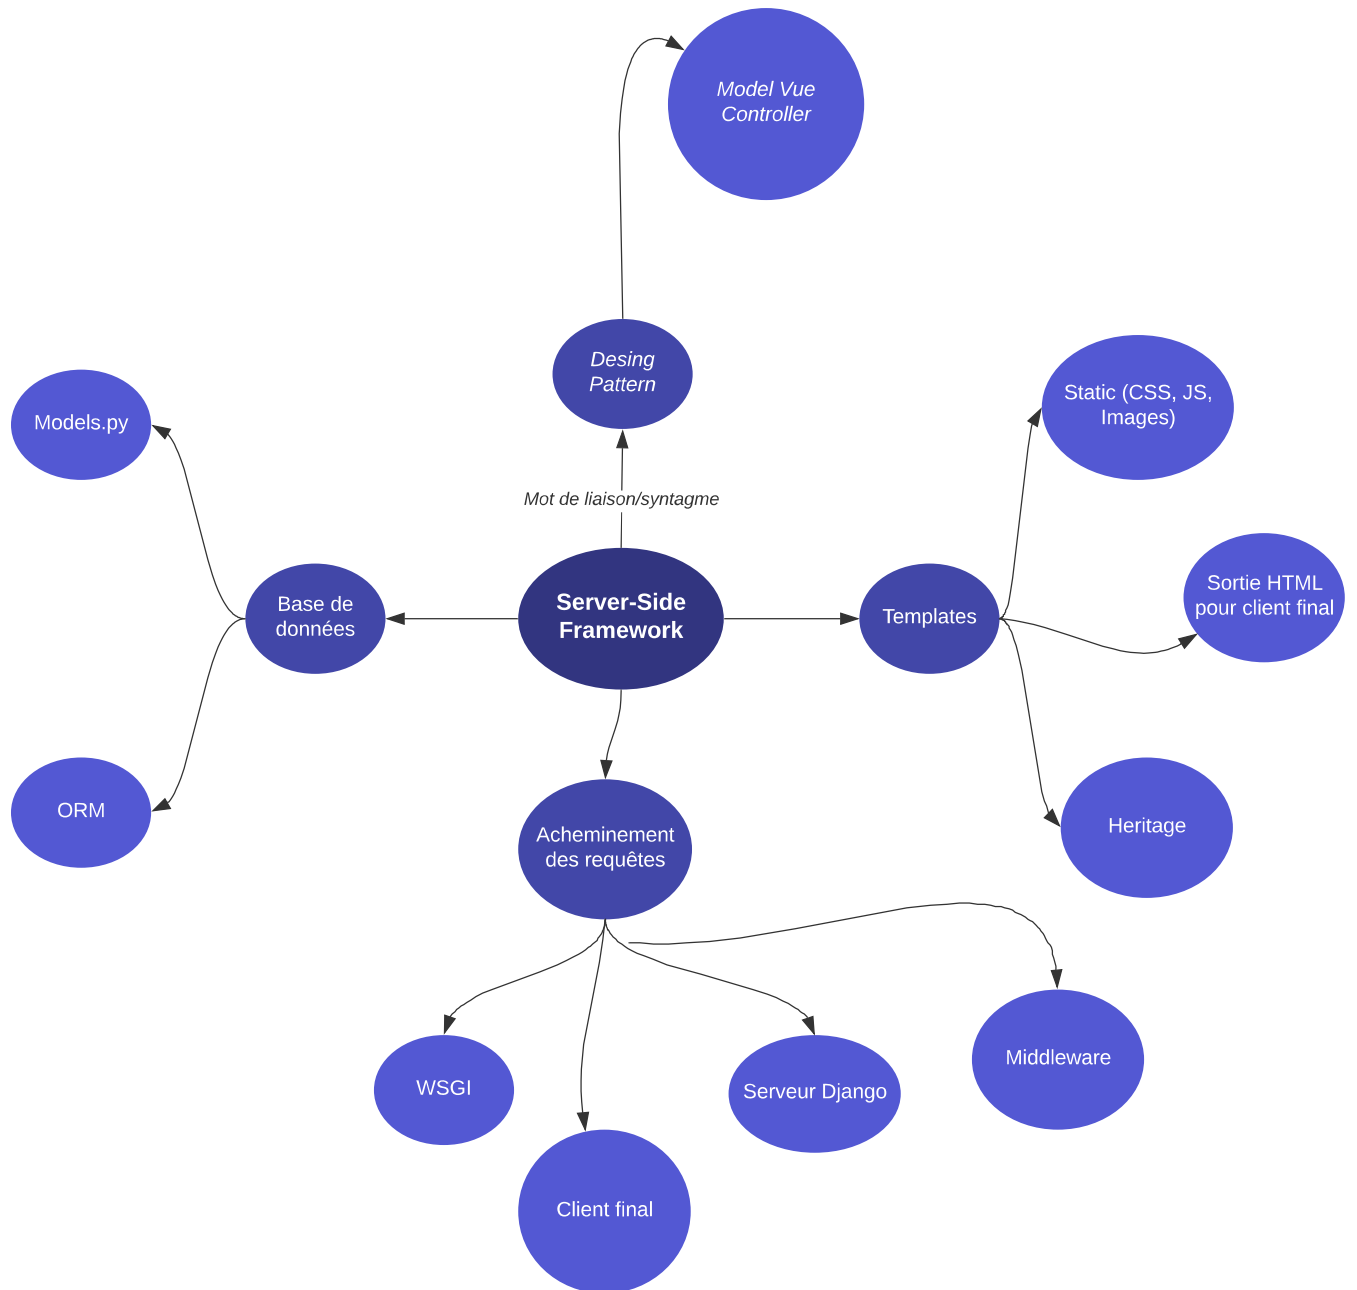 Model Vue
Controller
Desing
Pattern
Static (CSS, JS,
Images)
Models.py
Mot de liaison/syntagme
Sortie HTML
pour client final
Base de
données
Server-Side
Framework
Templates
ORM
Heritage
Acheminement
des requêtes
WSGI
Serveur Django
Middleware
Client final